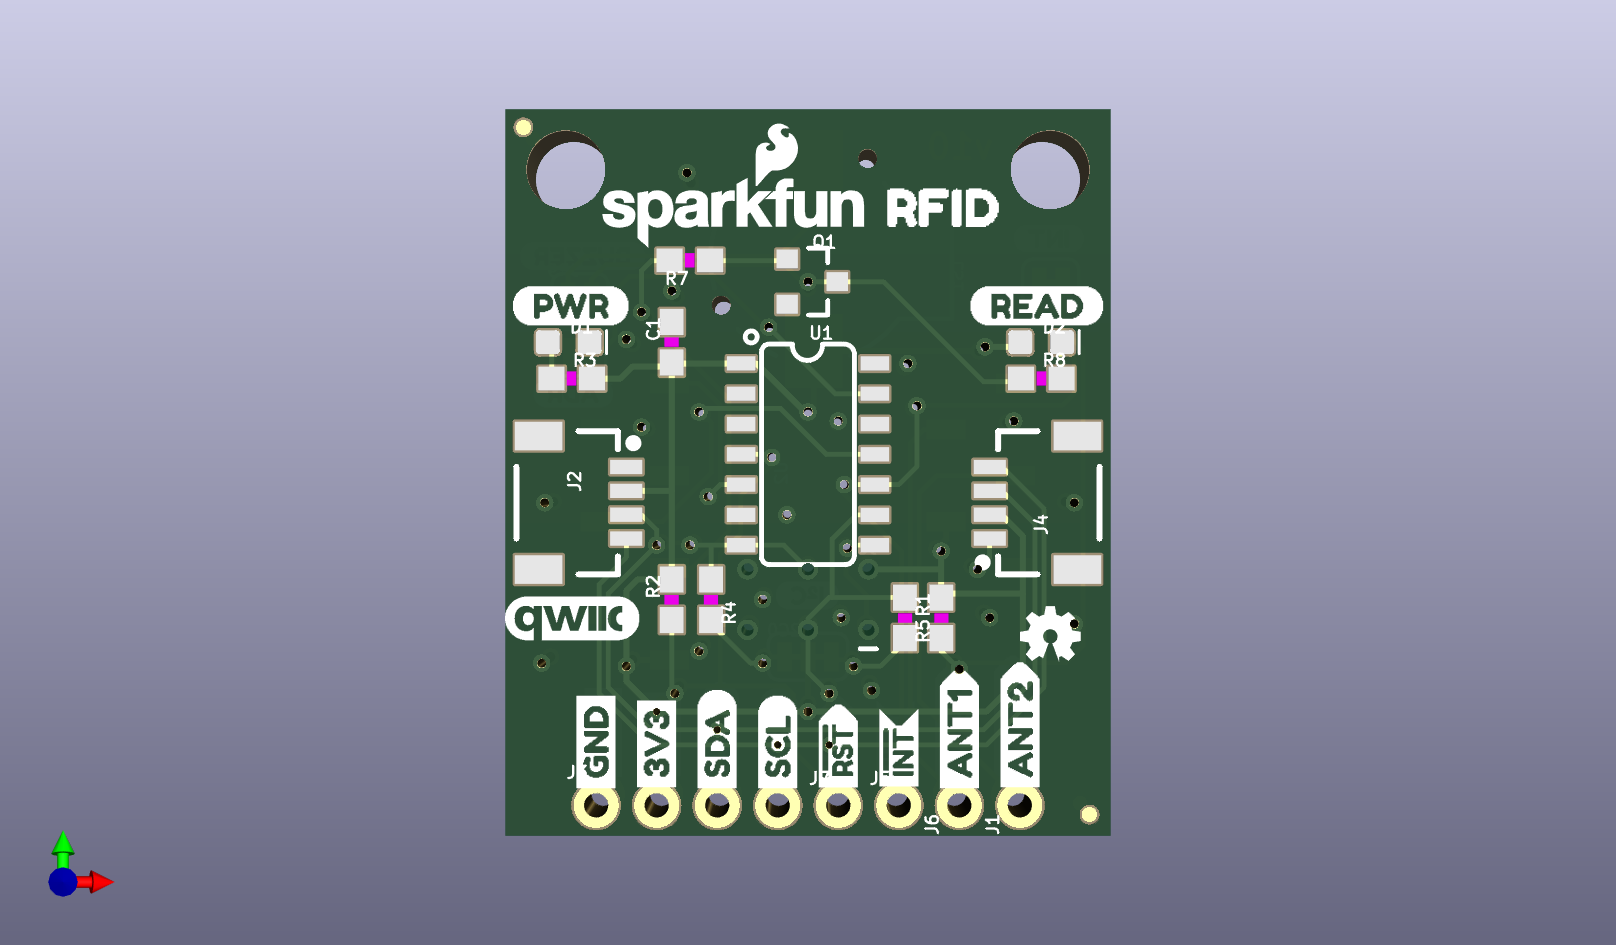 sparkfun RFID
Q1
R7
PWR
READ
C1
U1
D1
D2
R3
R8
J2
J4
R2
R4
R1
R5
qwiic
GND
3V3
SDA
SCL
RST
INT
ANT1
ANT2
J6
J1